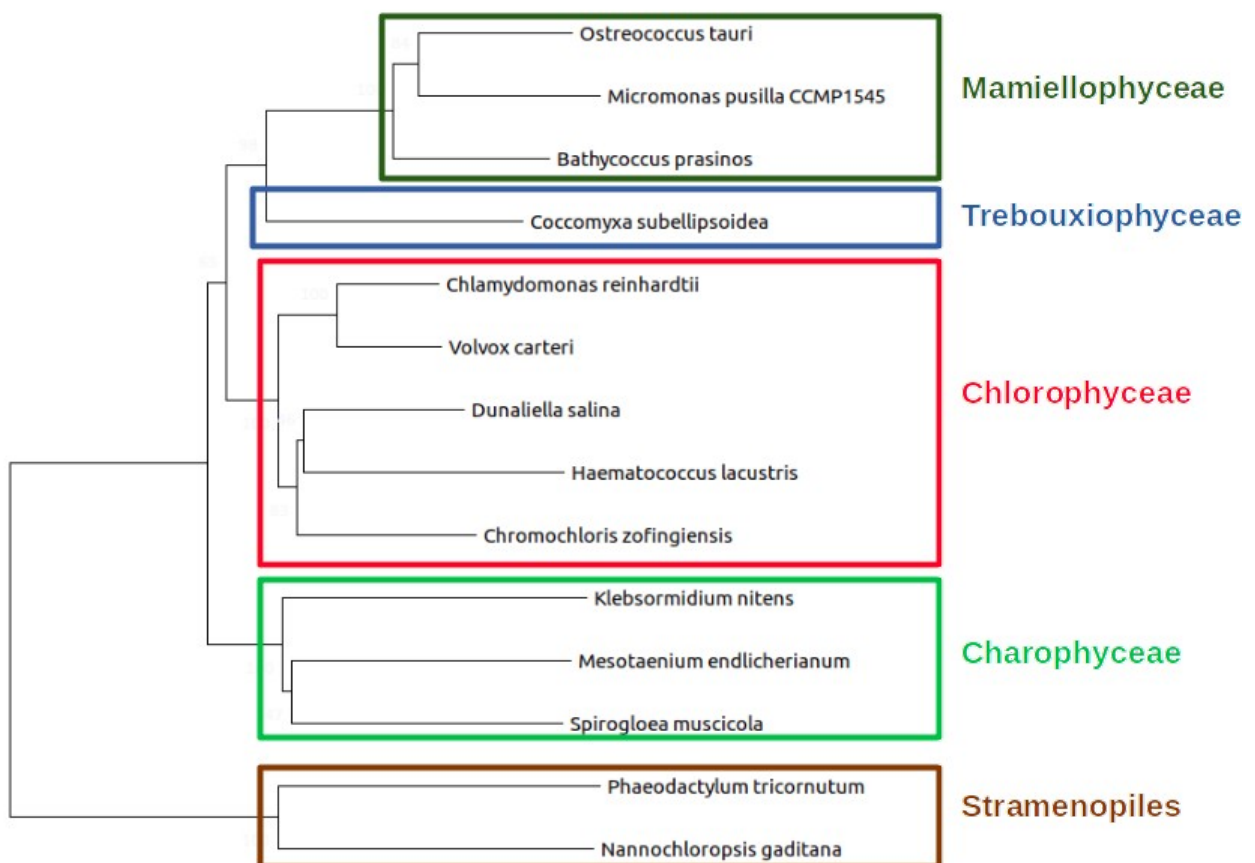 Ostreococcus tauri
Micromonas pusilla CCMP1545
Mamiellophyceae
Bathycoccus prasinos
Coccomyxa subellipsoidea
Trebouxiophyceae
Chlamydomonas reinhardtii
Volvox carteri
Chlorophyceae
Dunaliella salina
Haematococcus lacustris
Chromochloris zofingiensis
Klebsormidium nitens
Mesotaenium endlicherianum
Charophyceae
Spirogloea muscicola
Phaeodactylum tricornutum
Stramenopiles
Nannochloropsis gaditana